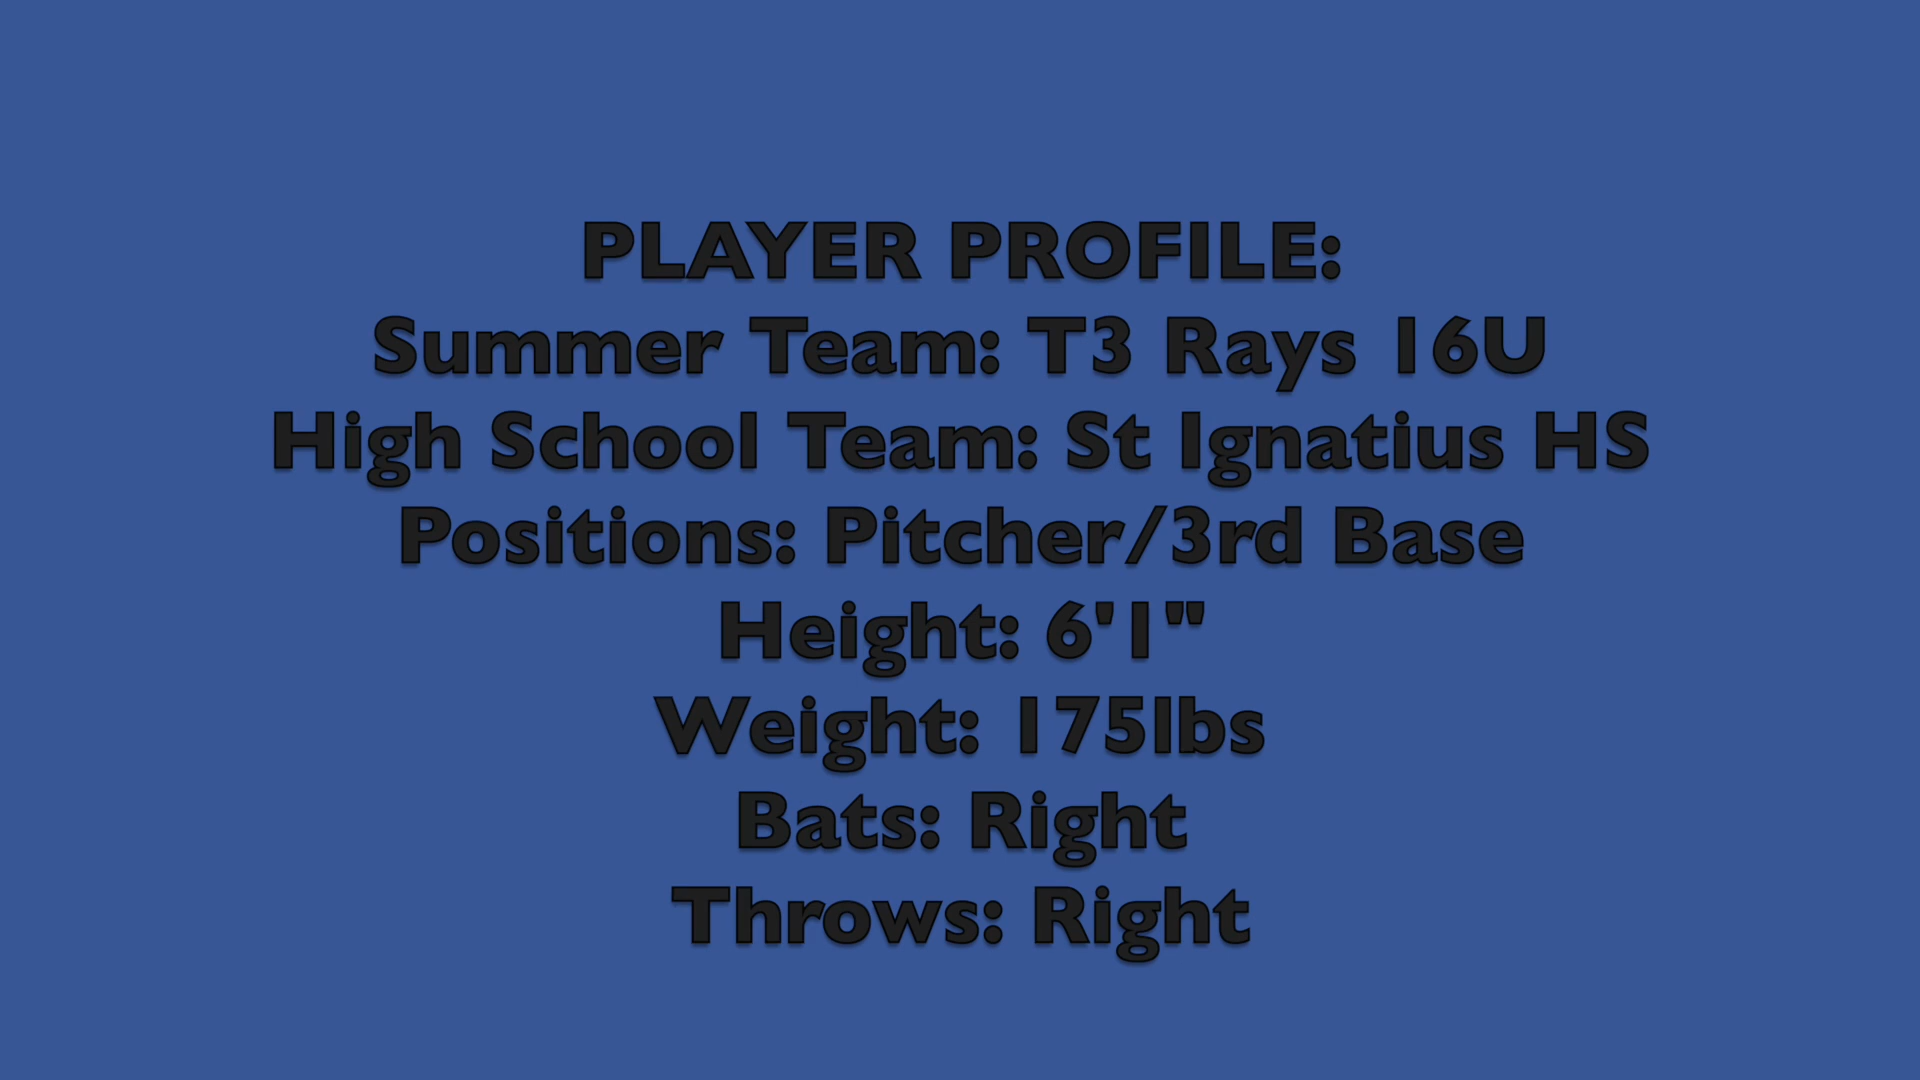 PLAYER PROFILE:
Summer Team: T3 Rays 16U
High School Team: St Ignatius HS
Positions: Pitcher/3rd Base
Height: 6'1"
Weight: 175lbs
Bats: Right
Throws: Right